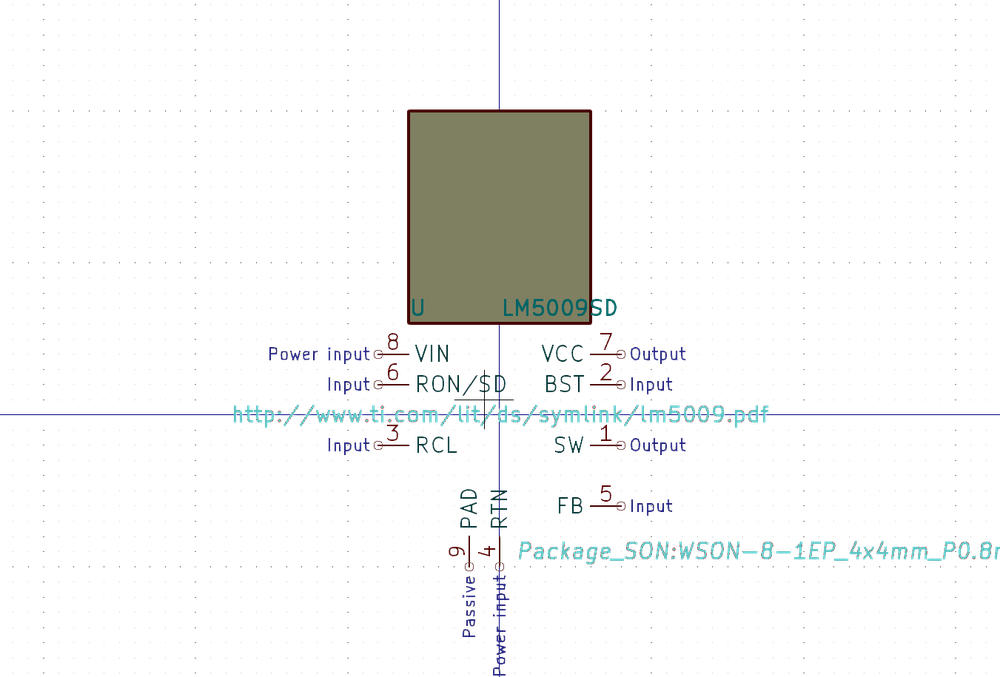 U LM5009SD
8 7
Power input VIN VCC Output
6 2
Input RON/SD BST Input
http://www.ti.com/lit/ds/symlink/lm5009.pdf
3 1
Input RCL SW Output
5
PAD RTN FB Input
9 4
Package_SON:WSON-8-1EP_4x4mm_P0.8
Passive Power input